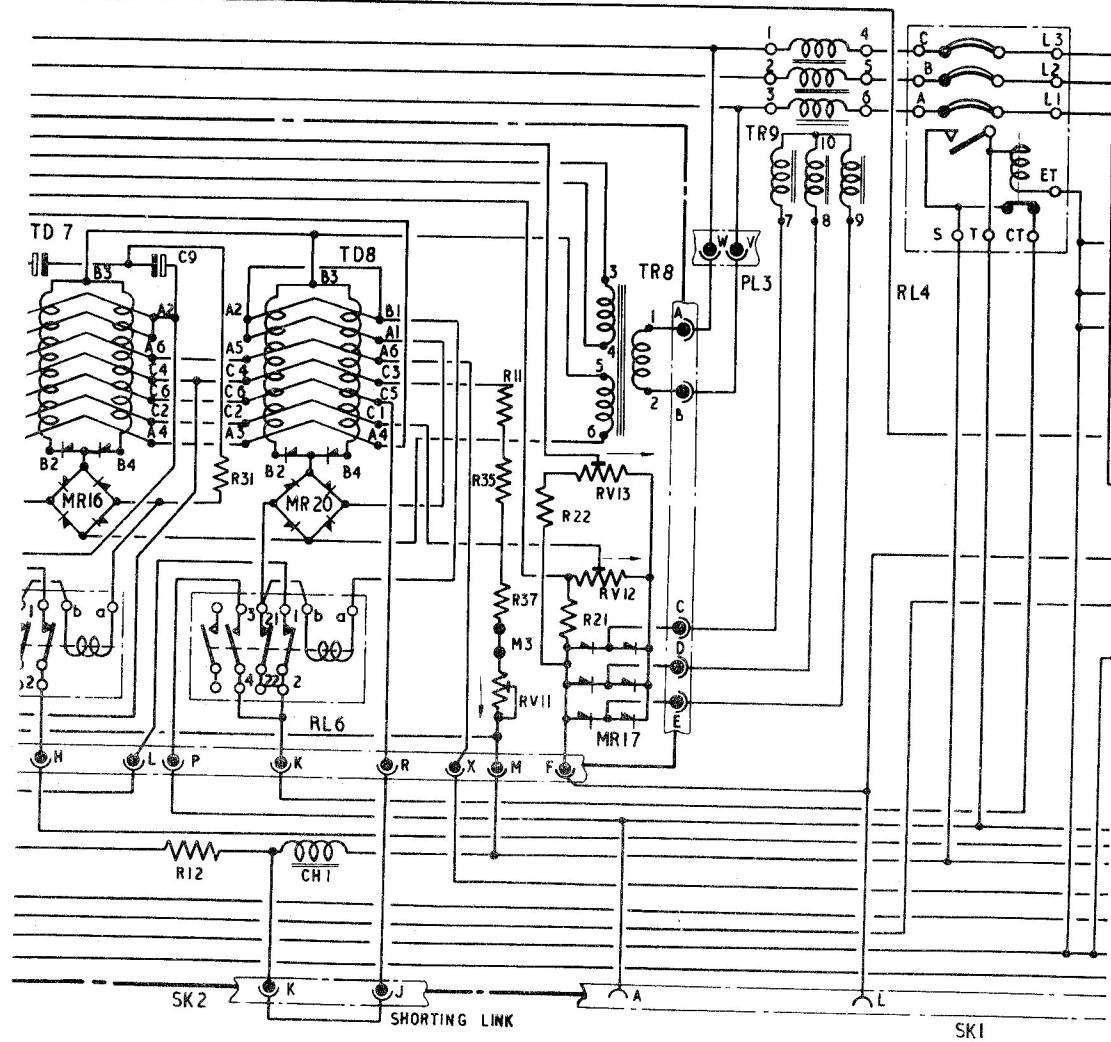 1 4 C L3
2 5 B L2
3 6 A L1
TR9 10
ET
7 8 9 S T CT
TD 7 C9 TD8
B3 B3
W V
PL3
3 TR8
RL4
A2 A2 B1
A1
A6 A5 A6
C4 C4 C3
C6 C6 C5
C2 C2 C1
A4 A3 A4
4 1 A
5
2 B
6
R11
B2 B4 B2 B4
R31 R35
MR16 MR20
RV13
R22
RV12
R37 R21
1 b a 3 21 1 b a
C
M3
D
2 4 22 2
RV11
E
RL6
MR17
H L P K R X M F
R12 CH1
K J A L
SK2
SHORTING LINK
SK1